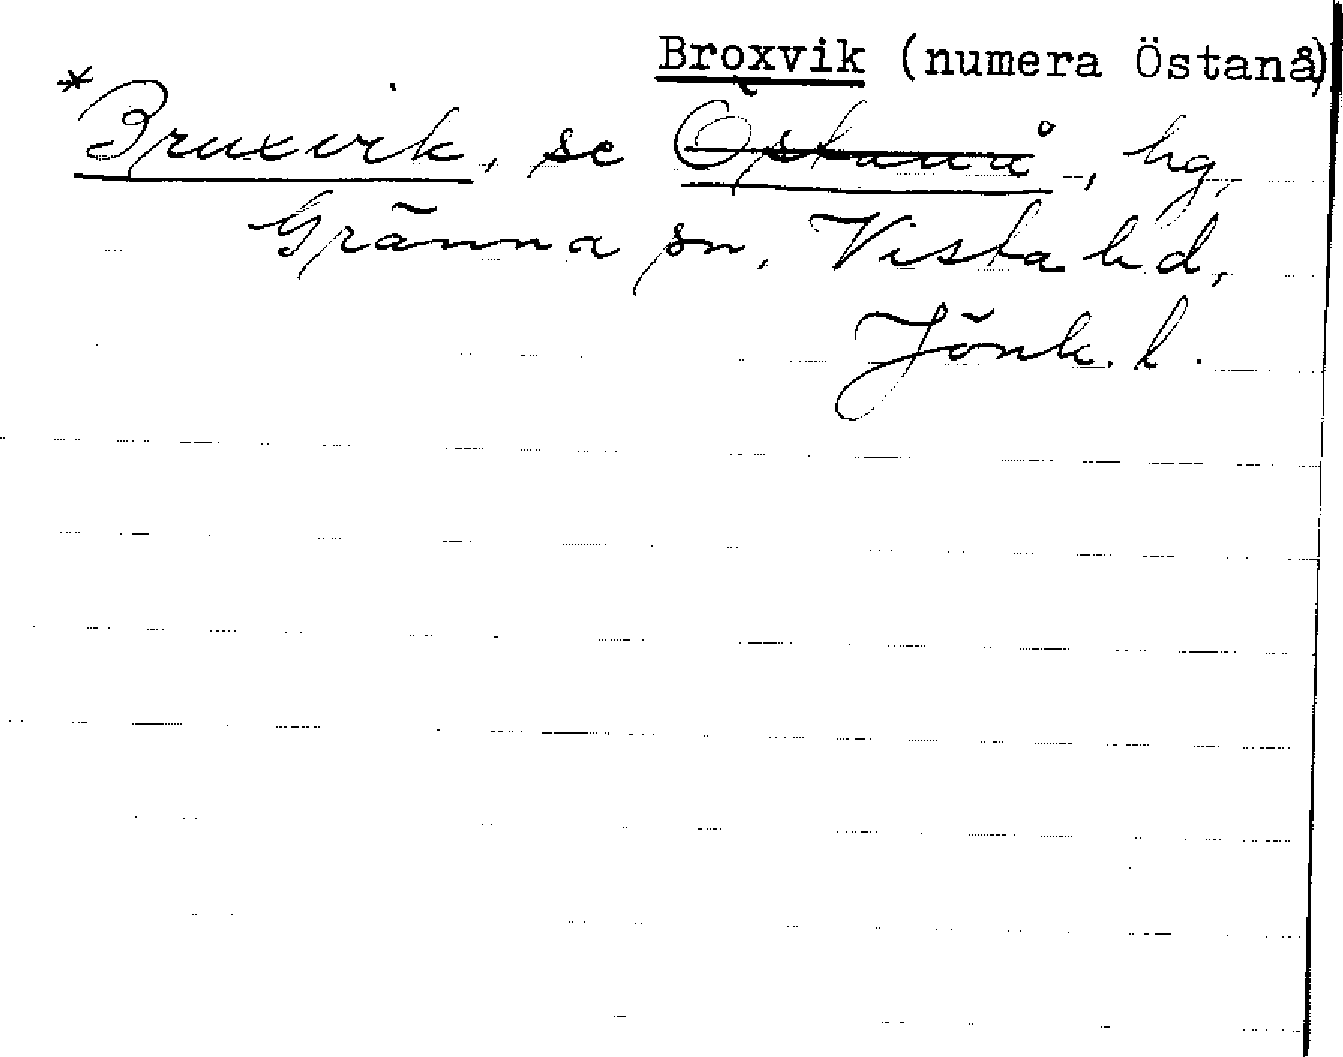 Broxvik (numera Östanå)
*Bruxvik, se Östanå, hg,
Gränna sn, Vista hd,
Jönk. l.